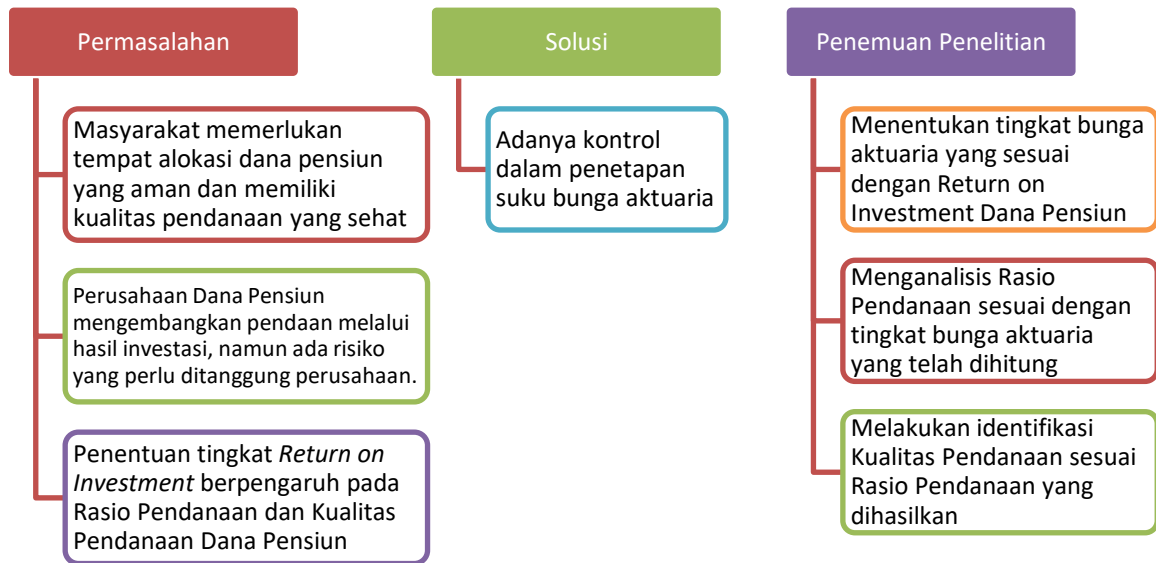 Permasalahan
Masyarakat memerlukan
tempat alokasi dana pensiun
yang aman dan memiliki
kualitas pendanaan yang sehat
Perusahaan Dana Pensiun
mengembangkan pendaan melalui
hasil investasi, namun ada risiko
yang perlu ditanggung perusahaan.
Penentuan tingkat Return on
Investment berpengaruh pada
Rasio Pendanaan dan Kualitas
Pendanaan Dana Pensiun
Solusi
Adanya kontrol
dalam penetapan
suku bunga aktuaria
Penemuan Penelitian
Menentukan tingkat bunga
aktuaria yang sesuai
dengan Return on
Investment Dana Pensiun
Menganalisis Rasio
Pendanaan sesuai dengan
tingkat bunga aktuaria
yang telah dihitung
Melakukan identifikasi
Kualitas Pendanaan sesuai
Rasio Pendanaan yang
dihasilkan